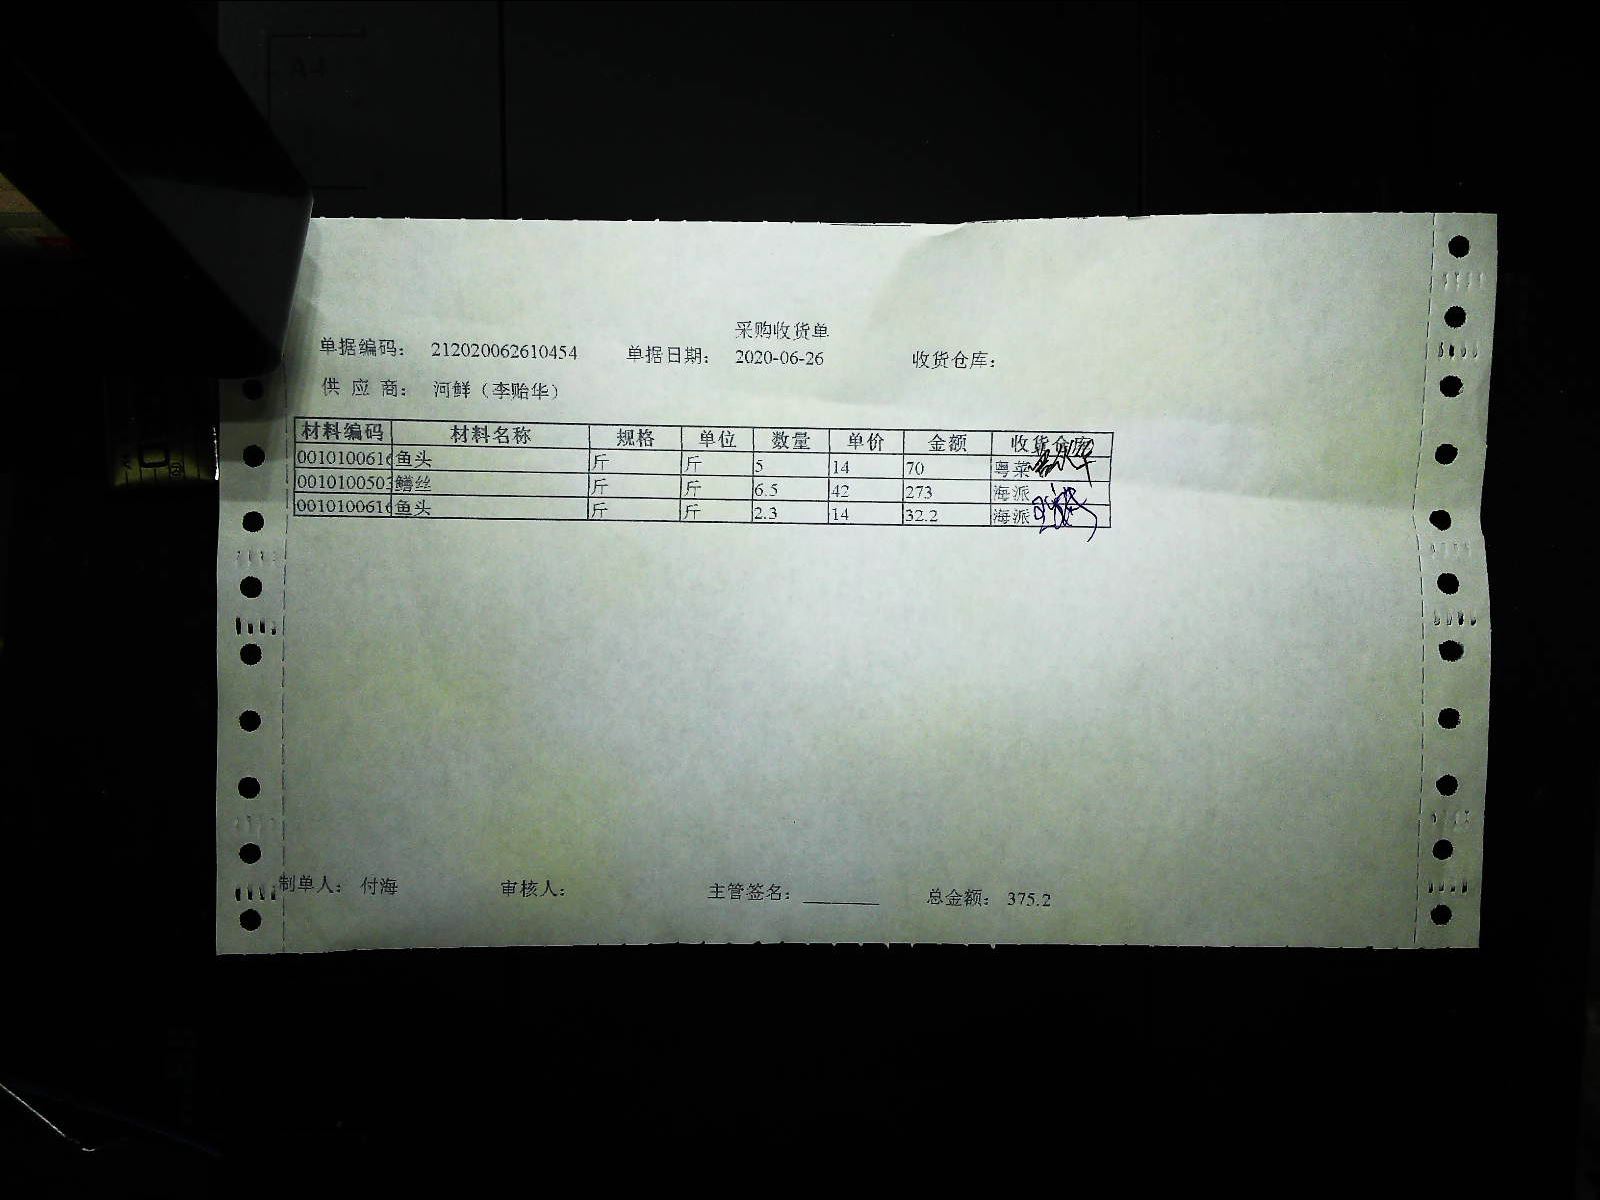 采购收货单
单据编码： 212020062610454 单据日期： 2020-06-26 收货仓库：
供 应 商： 河鲜（李贻华）
材料编码 材料名称 规格 单位 数量 单价 金额 收货仓库
0010100616 鱼头 斤 斤 5 14 70 粤菜
0010100503 鳝丝 斤 斤 6.5 42 273 海派
0010100616 鱼头 斤 斤 2.3 14 32.2 海派
制单人： 付海 审核人： 主管签名： 总金额： 375.2